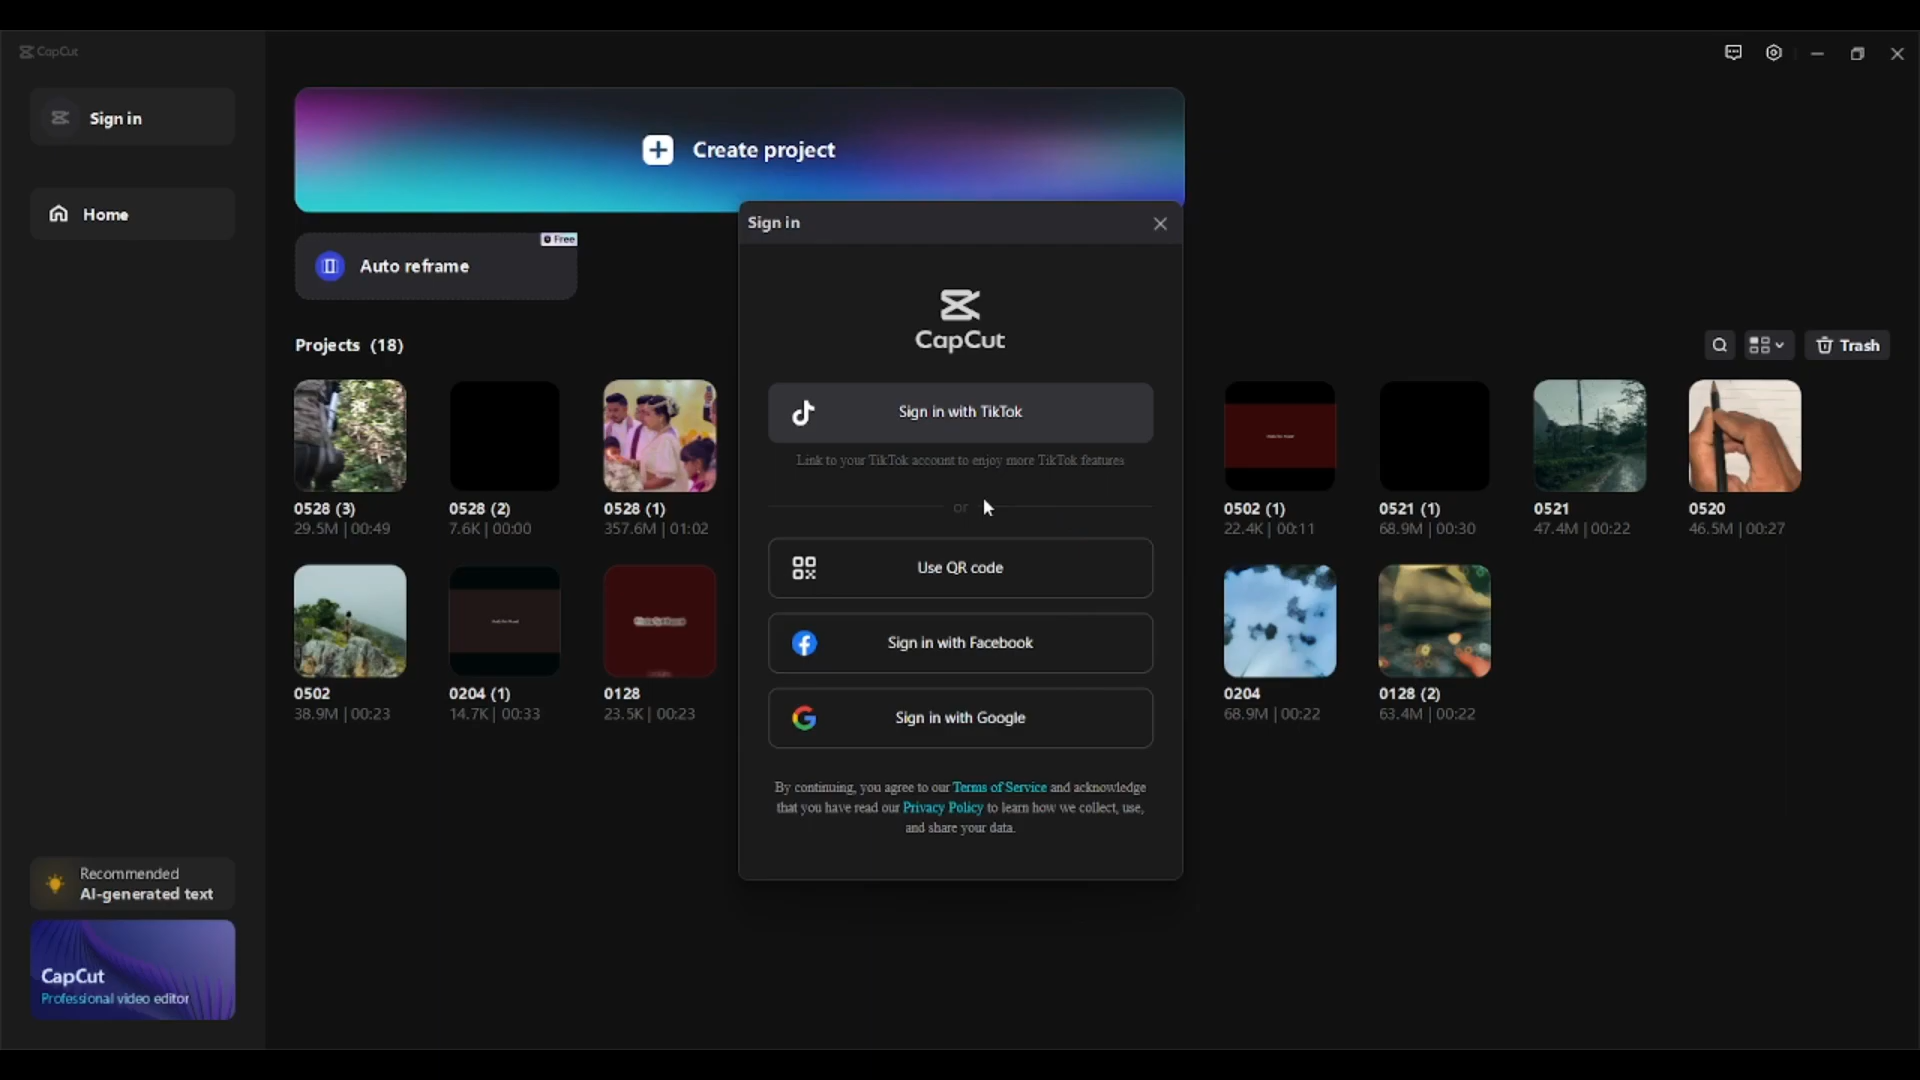 CapCut
Sign in
Home
Create project
Free
Auto reframe
Projects (18)
Trash
0528 (3)
29.5M | 00:49
0528 (2)
7.6K | 00:00
0528 (1)
357.6M | 01:02
0502 (1)
22.4K | 00:11
0521 (1)
68.9M | 00:30
0521
47.4M | 00:22
0520
46.5M | 00:27
0502
38.9M | 00:23
0204 (1)
14.7K | 00:33
0128
23.5K | 00:23
0204
68.9M | 00:22
0128 (2)
63.4M | 00:22
Sign in
CapCut
Sign in with TikTok
Link to your TikTok account to enjoy more TikTok features
or
Use QR code
Sign in with Facebook
Sign in with Google
By continuing, you agree to our Terms of Service and acknowledge
that you have read our Privacy Policy to learn how we collect, use,
and share your data.
Recommended
AI-generated text
CapCut
Professional video editor